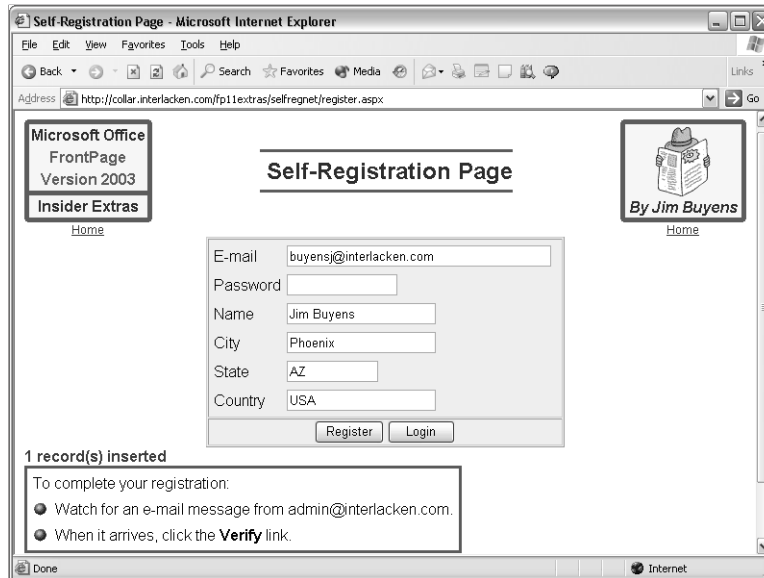 Self-Registration Page - Microsoft Internet Explorer
File Edit View Favorites Tools Help
Back Search Favorites Media Links
Address http://collar.interlacken.com/fp11extras/selfregnet/register.aspx Go
Microsoft Office
FrontPage
Version 2003
Insider Extras
Home
Self-Registration Page
By Jim Buyens
Home
E-mail buyensj@interlacken.com
Password
Name Jim Buyens
City Phoenix
State AZ
Country USA
Register Login
1 record(s) inserted
To complete your registration:
Watch for an e-mail message from admin@interlacken.com.
When it arrives, click the Verify link.
Done Internet